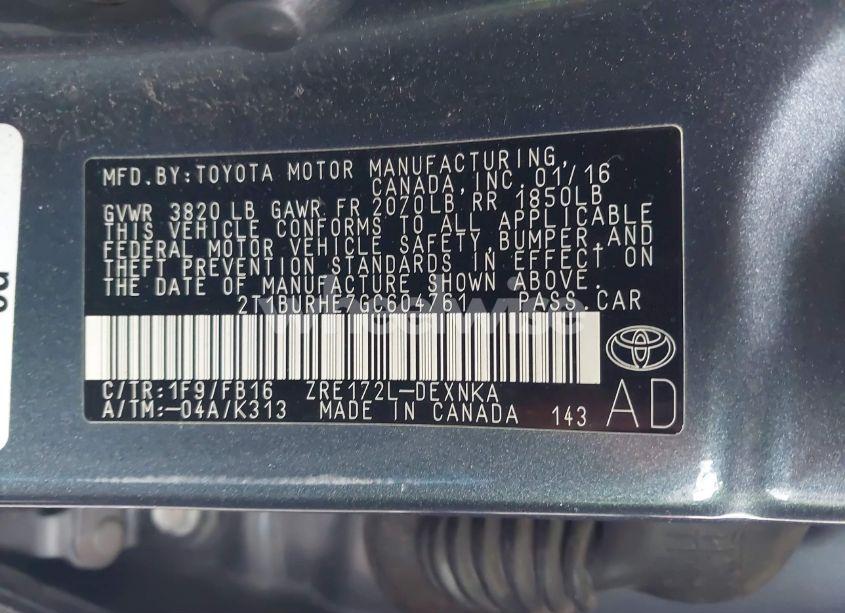 MFD.BY:TOYOTA MOTOR MANUFACTURING,
CANADA,INC. 01/16
GVWR 3820 LB GAWR FR 2070LB RR 1850LB
THIS VEHICLE CONFORMS TO ALL APPLICABLE
FEDERAL MOTOR VEHICLE SAFETY,BUMPER,AND
THEFT PREVENTION STANDARDS IN EFFECT ON
THE DATE OF MANUFACTURE SHOWN ABOVE.
PASS.CAR
C/TR:1F9/FB16 ZRE172L-DEXNKA
A/TM:-04A/K313 MADE IN CANADA 143
AD
Wheelwise